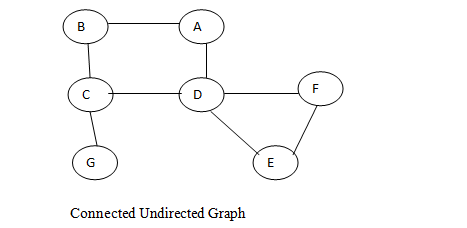 B A
C D F
G E
Connected Undirected Graph